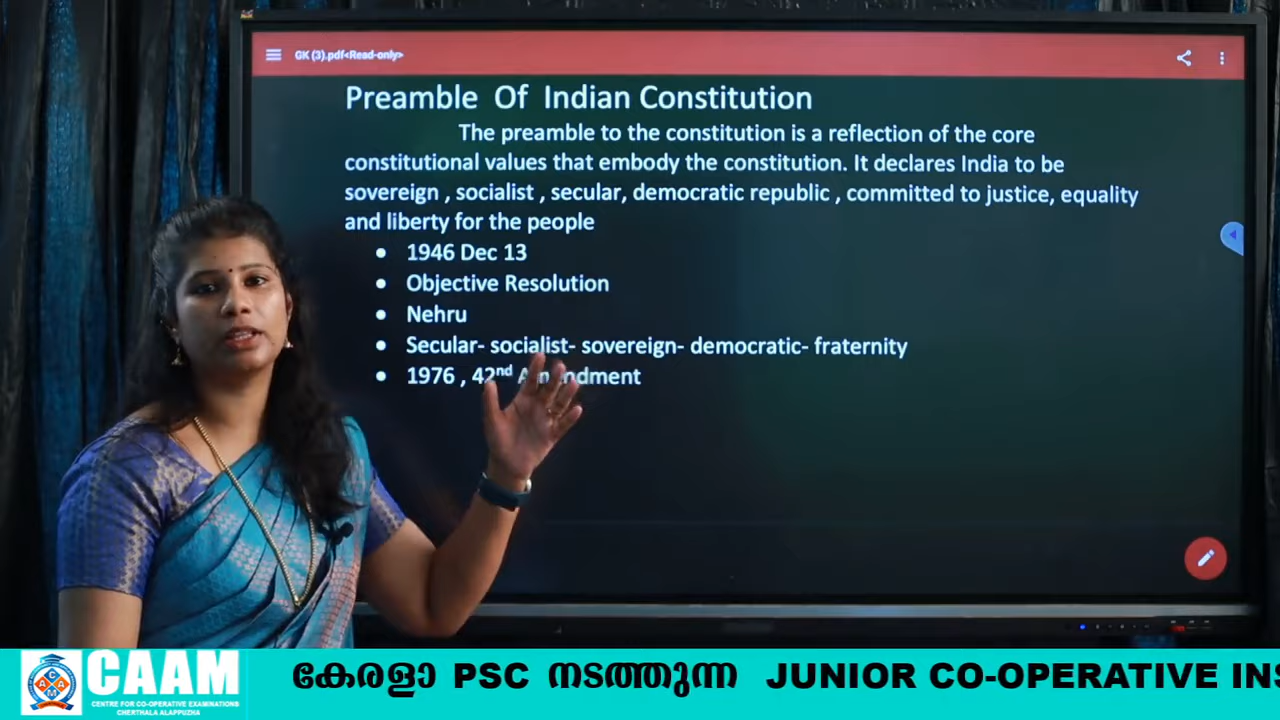 GK (3).pdf<Read-only>
Preamble Of Indian Constitution
The preamble to the constitution is a reflection of the core
constitutional values that embody the constitution. It declares India to be
sovereign , socialist , secular, democratic republic , committed to justice, equality
and liberty for the people
• 1946 Dec 13
• Objective Resolution
• Nehru
• Secular- socialist- sovereign- democratic- fraternity
• 1976 , 42nd Amendment
CAAM
CENTRE FOR CO-OPERATIVE EXAMINATIONS
CHERTHALA ALAPPUZHA
കേരളാ PSC നടത്തുന്ന JUNIOR CO-OPERATIVE INS